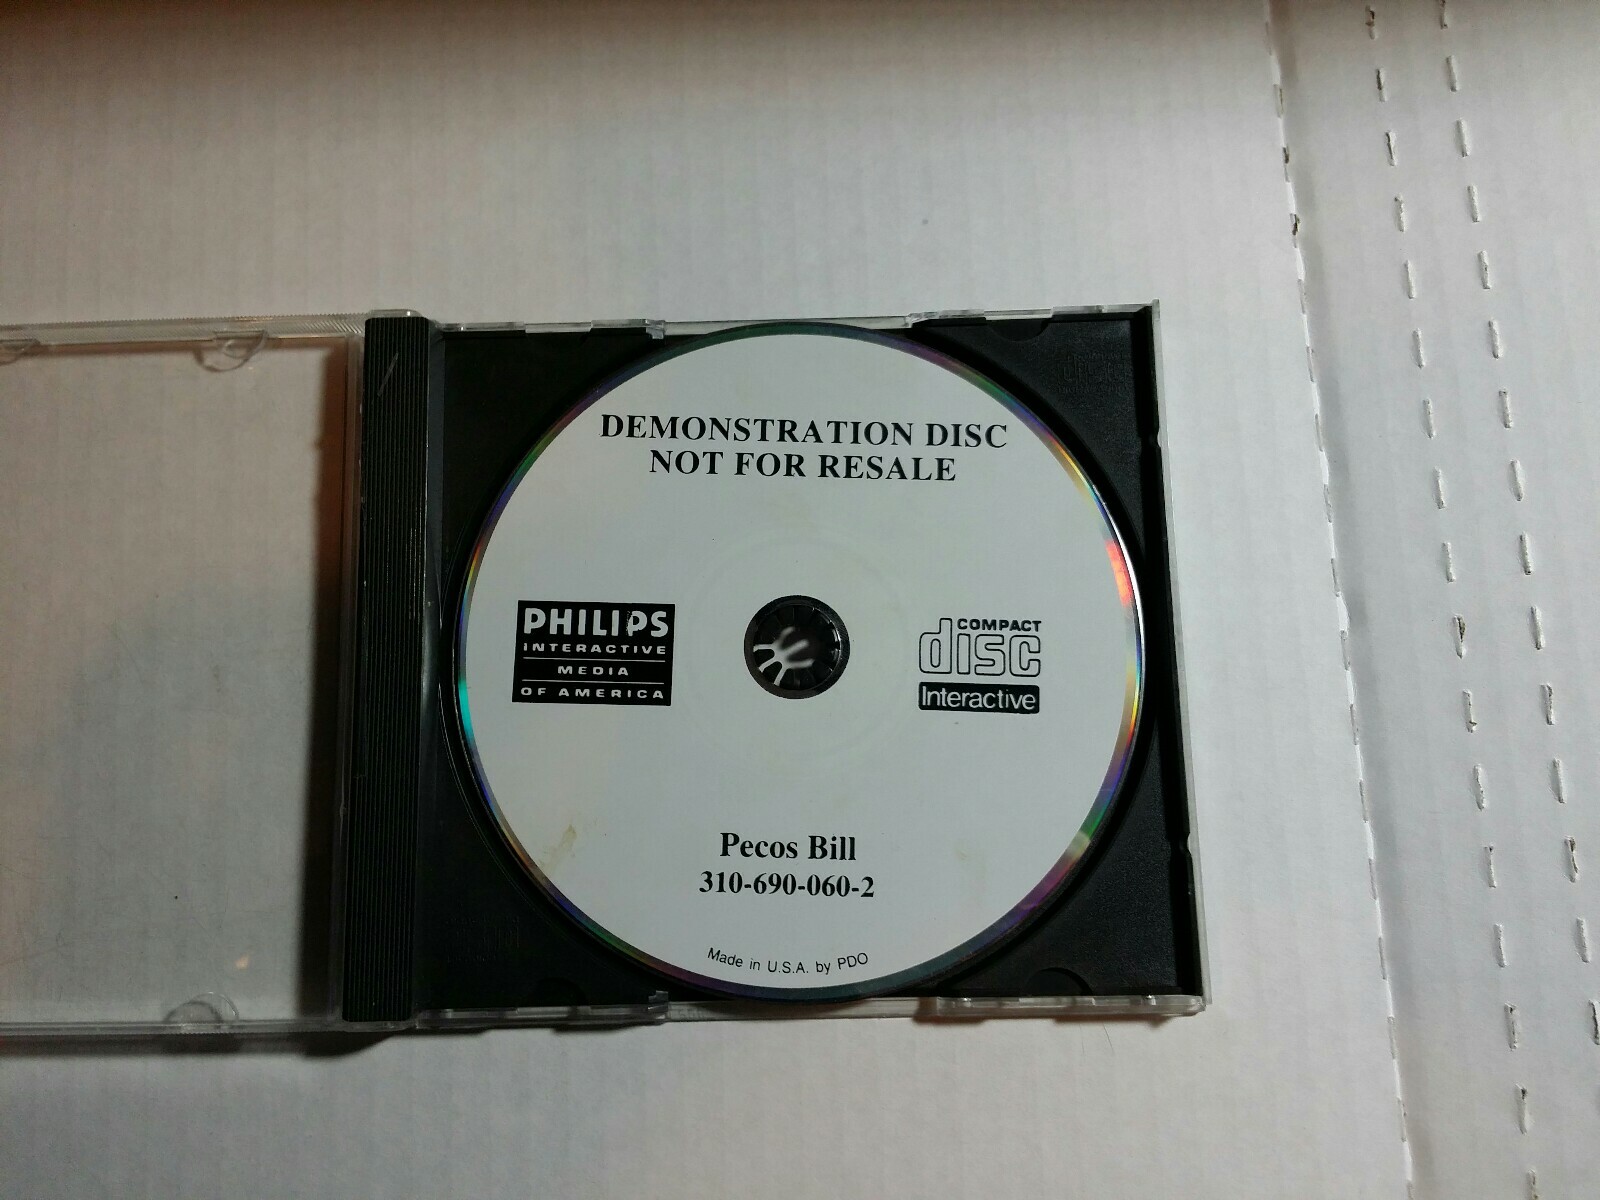 DEMONSTRATION DISC
NOT FOR RESALE
PHILIPS
INTERACTIVE
MEDIA
OF AMERICA
COMPACT
disc
Interactive
Pecos Bill
310-690-060-2
Made in U.S.A. by PDO